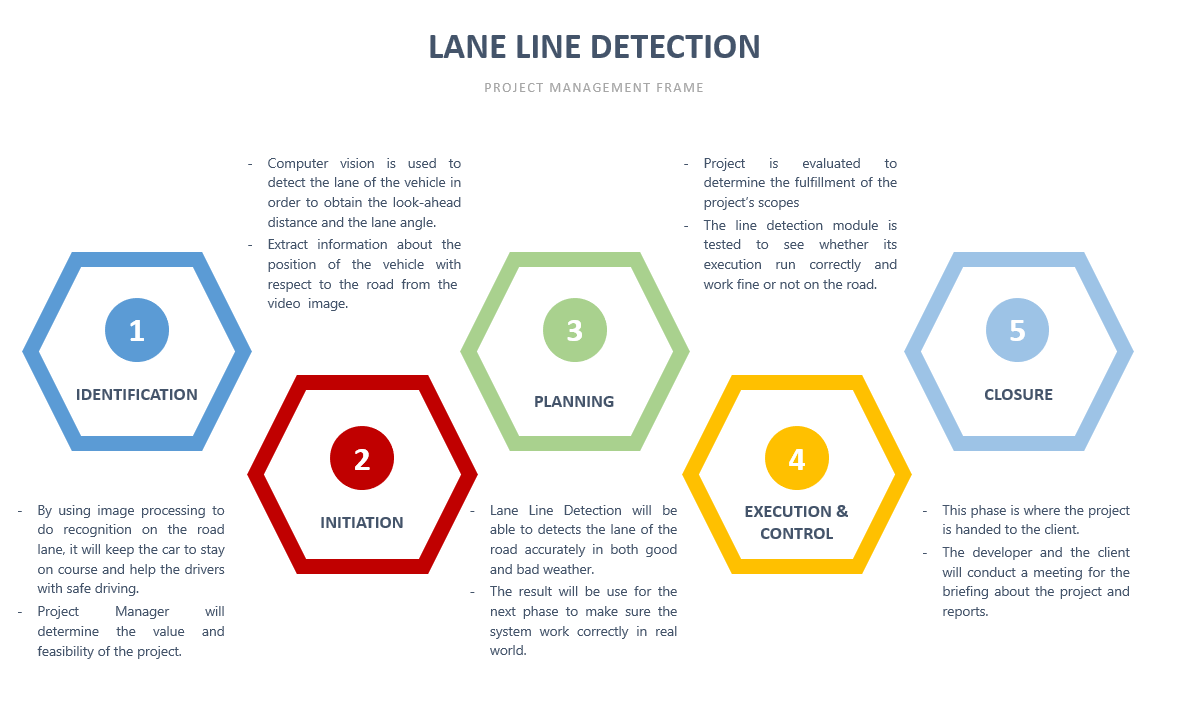 LANE LINE DETECTION
PROJECT MANAGEMENT FRAME
1
IDENTIFICATION
- By using image processing to
do recognition on the road
lane, it will keep the car to stay
on course and help the drivers
with safe driving.
- Project Manager will
determine the value and
feasibility of the project.
- Computer vision is used to
detect the lane of the vehicle in
order to obtain the look-ahead
distance and the lane angle.
- Extract information about the
position of the vehicle with
respect to the road from the
video image.
2
INITIATION
3
PLANNING
- Lane Line Detection will be
able to detects the lane of the
road accurately in both good
and bad weather.
- The result will be use for the
next phase to make sure the
system work correctly in real
world.
- Project is evaluated to
determine the fulfillment of the
project’s scopes
- The line detection module is
tested to see whether its
execution run correctly and
work fine or not on the road.
4
EXECUTION &
CONTROL
5
CLOSURE
- This phase is where the project
is handed to the client.
- The developer and the client
will conduct a meeting for the
briefing about the project and
reports.